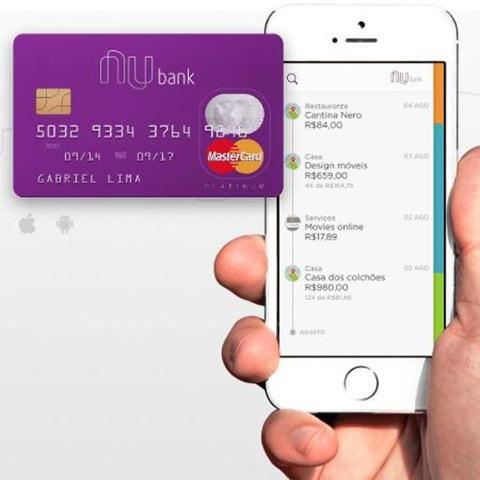 nu bank
5032 9334 3764
09/14 09/17
MasterCard
GABRIEL LIMA
PLATINUM
nu bank
Restaurante 04 AGO
Cantina Nero
R$84,00
Casa 03 AGO
Design móveis
R$659,00
4X de R$164,75
Serviços 02 AGO
Movies online
R$17,89
Casa 02 AGO
Casa dos colchões
R$980,00
12X de R$81,66
AGOSTO